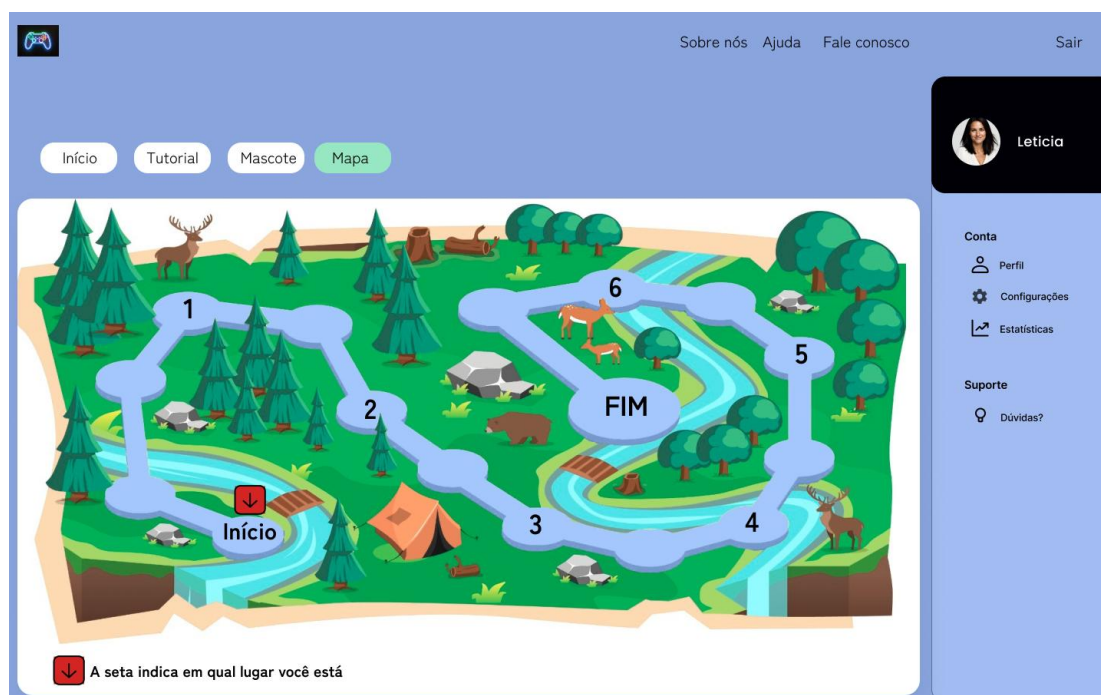 Sobre nós Ajuda Fale conosco Sair
Leticia
Início Tutorial Mascote Mapa
Conta
Perfil
Configurações
Estatísticas
Suporte
Dúvidas?
1
6
5
2
FIM
3
4
Início
A seta indica em qual lugar você está